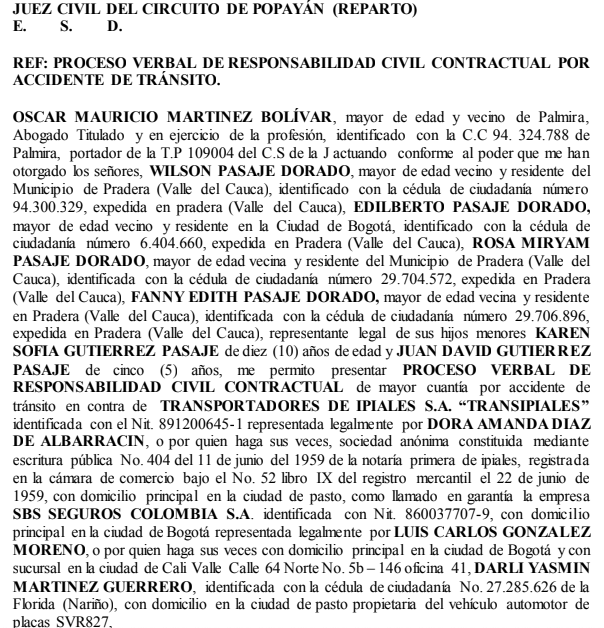 JUEZ CIVIL DEL CIRCUITO DE POPAYÁN (REPARTO)
E. S. D.
REF: PROCESO VERBAL DE RESPONSABILIDAD CIVIL CONTRACTUAL POR
ACCIDENTE DE TRÁNSITO.
OSCAR MAURICIO MARTINEZ BOLÍVAR, mayor de edad y vecino de Palmira,
Abogado Titulado y en ejercicio de la profesión, identificado con la C.C 94. 324.788 de
Palmira, portador de la T.P 109004 del C.S de la J actuando conforme al poder que me han
otorgado los señores, WILSON PASAJE DORADO, mayor de edad vecino y residente del
Municipio de Pradera (Valle del Cauca), identificado con la cédula de ciudadanía número
94.300.329, expedida en pradera (Valle del Cauca), EDILBERTO PASAJE DORADO,
mayor de edad vecino y residente en la Ciudad de Bogotá, identificado con la cédula de
ciudadanía número 6.404.660, expedida en Pradera (Valle del Cauca), ROSA MIRYAM
PASAJE DORADO, mayor de edad vecina y residente del Municipio de Pradera (Valle del
Cauca), identificada con la cédula de ciudadanía número 29.704.572, expedida en Pradera
(Valle del Cauca), FANNY EDITH PASAJE DORADO, mayor de edad vecina y residente
en Pradera (Valle del Cauca), identificada con la cédula de ciudadanía número 29.706.896,
expedida en Pradera (Valle del Cauca), representante legal de sus hijos menores KAREN
SOFIA GUTIERREZ PASAJE de diez (10) años de edad y JUAN DAVID GUTIERREZ
PASAJE de cinco (5) años, me permito presentar PROCESO VERBAL DE
RESPONSABILIDAD CIVIL CONTRACTUAL de mayor cuantía por accidente de
tránsito en contra de TRANSPORTADORES DE IPIALES S.A. “TRANSIPIALES”
identificada con el Nit. 891200645-1 representada legalmente por DORA AMANDA DIAZ
DE ALBARRACIN, o por quien haga sus veces, sociedad anónima constituida mediante
escritura pública No. 404 del 11 de junio del 1959 de la notaría primera de ipiales, registrada
en la cámara de comercio bajo el No. 52 libro IX del registro mercantil el 22 de junio de
1959, con domicilio principal en la ciudad de pasto, como llamado en garantía la empresa
SBS SEGUROS COLOMBIA S.A. identificada con Nit. 860037707-9, con domicilio
principal en la ciudad de Bogotá representada legalmente por LUIS CARLOS GONZALEZ
MORENO, o por quien haga sus veces con domicilio principal en la ciudad de Bogotá y con
sucursal en la ciudad de Cali Valle Calle 64 Norte No. 5b – 146 oficina 41, DARLI YASMIN
MARTINEZ GUERRERO, identificada con la cédula de ciudadanía No. 27.285.626 de la
Florida (Nariño), con domicilio en la ciudad de pasto propietaria del vehículo automotor de
placas SVR827,